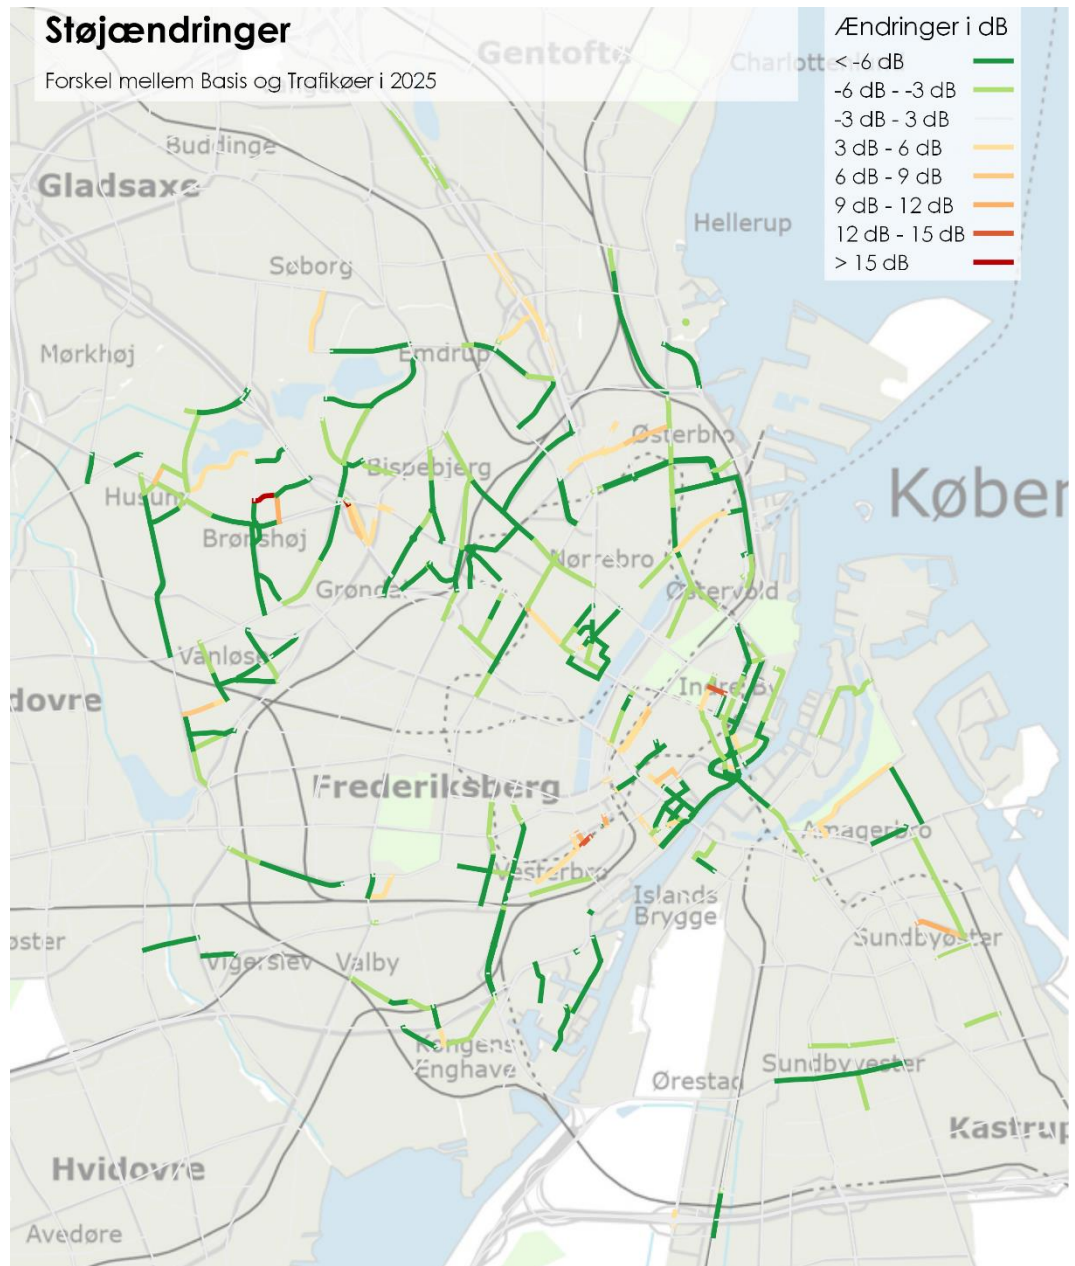 Støjændringer
Forskel mellem Basis og Trafikøer i 2025
Ændringer i dB
< -6 dB
-6 dB - -3 dB
-3 dB - 3 dB
3 dB - 6 dB
6 dB - 9 dB
9 dB - 12 dB
12 dB - 15 dB
> 15 dB
Gentofte
Buddinge
Gladsaxe
Hellerup
Søborg
Mørkhøj
Emdrup
Østerbro
Bispebjerg
Husum
Køber
Brønshøj
Nørrebro
Grøndal
Østervold
Vanløse
Indre By
dovre
Frederiksberg
Amagerbro
Vesterbro
Islands
Brygge
øster
Sundbyøster
Vigerslev
Valby
Kongens
Enghave
Sundbyvester
Ørestad
Kastrup
Hvidovre
Avedøre